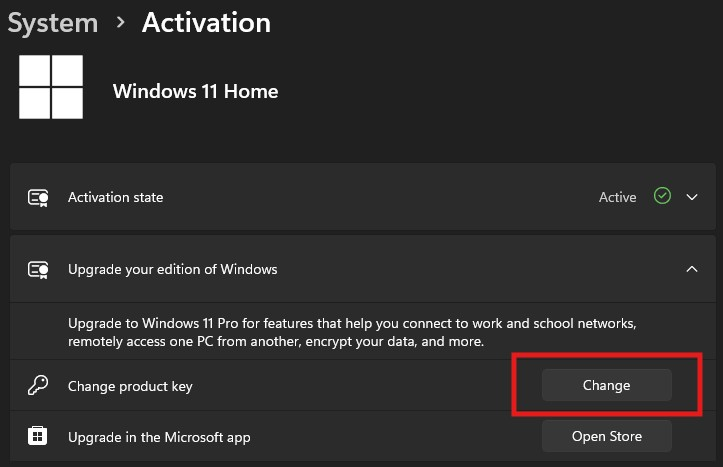 System > Activation
Windows 11 Home
Activation state Active
Upgrade your edition of Windows
Upgrade to Windows 11 Pro for features that help you connect to work and school networks,
remotely access one PC from another, encrypt your data, and more.
Change product key Change
Upgrade in the Microsoft app Open Store